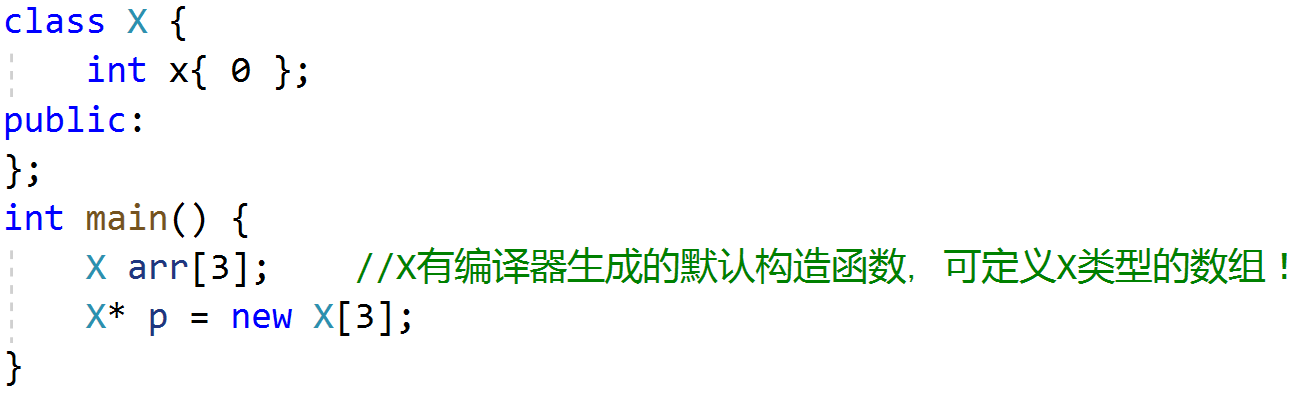 class X {
    int x{ 0 };
public:
};
int main() {
    X arr[3];    //X有编译器生成的默认构造函数，可定义X类型的数组！
    X* p = new X[3];
}